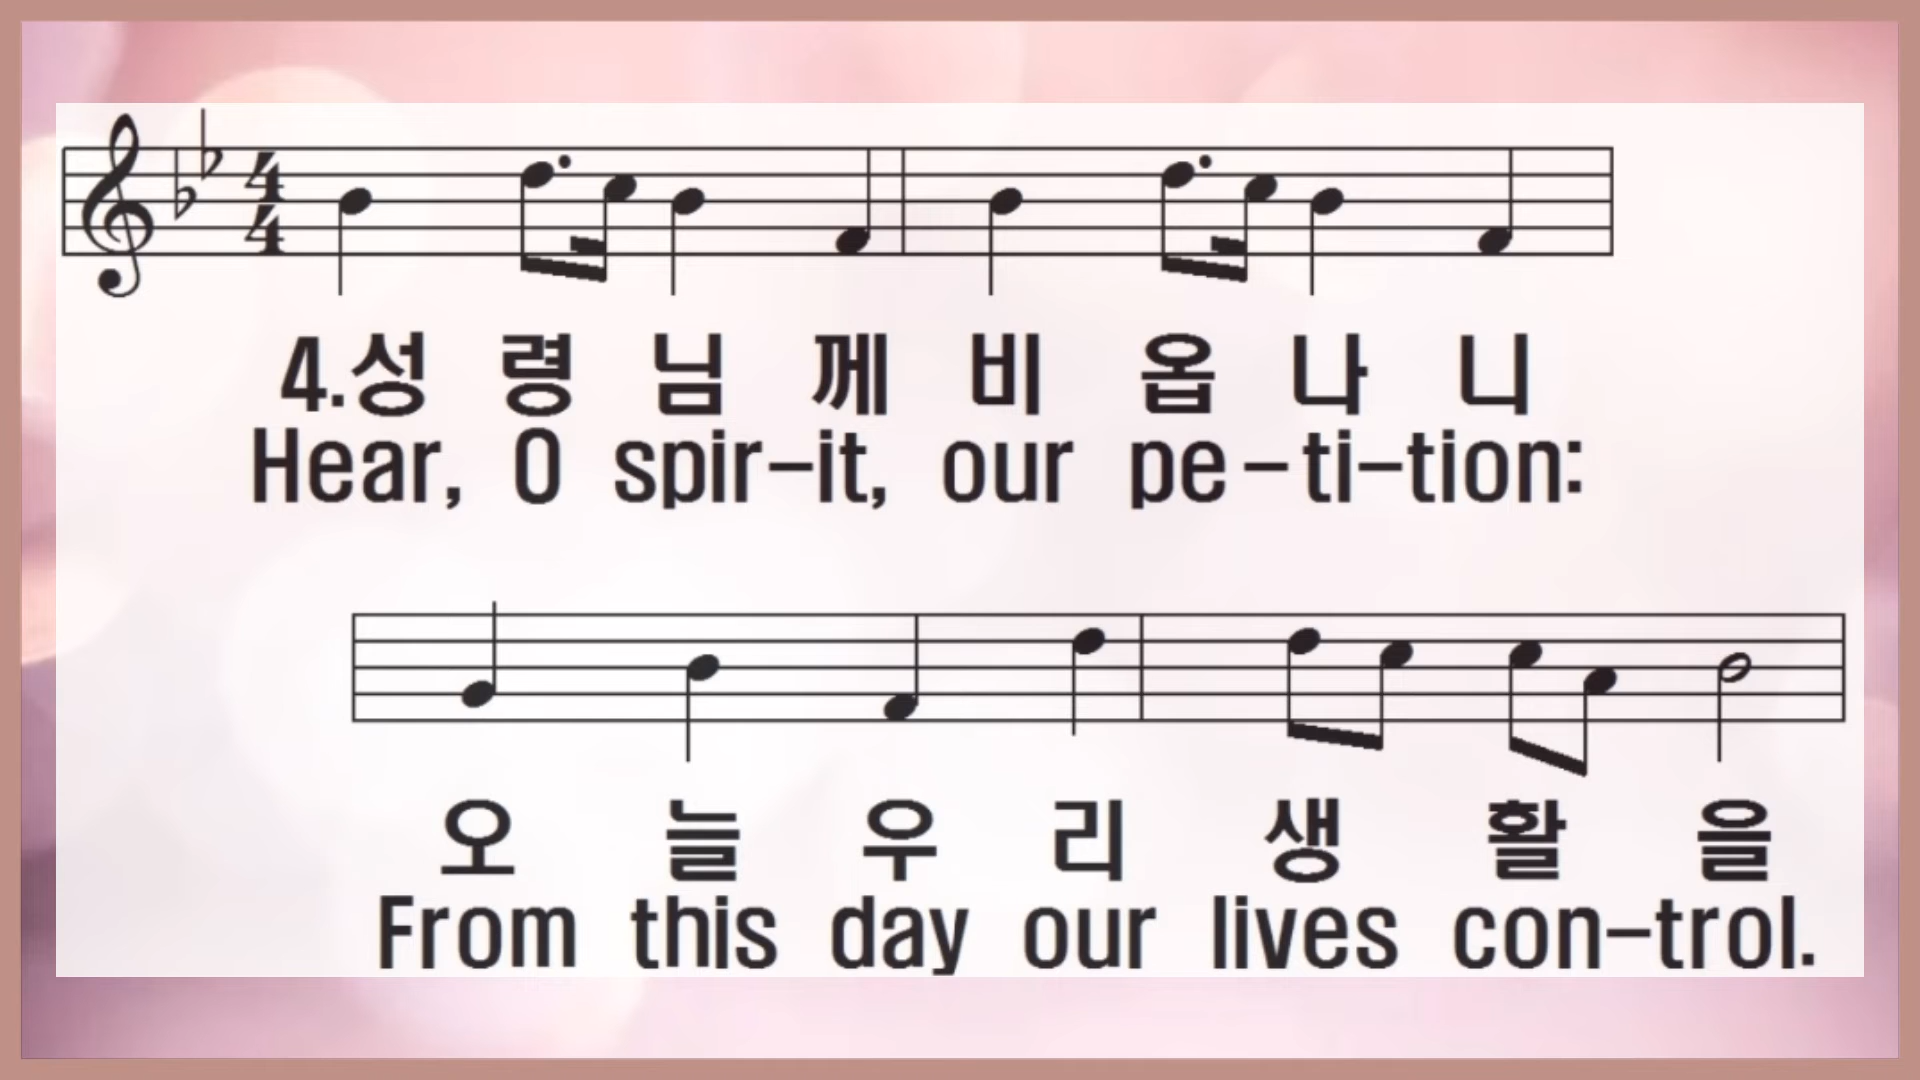 4.성 령 님 께 비 옵 나 니
Hear, O spir-it, our pe-ti-tion:
오 늘 우 리 생 활 을
From this day our lives con-trol.